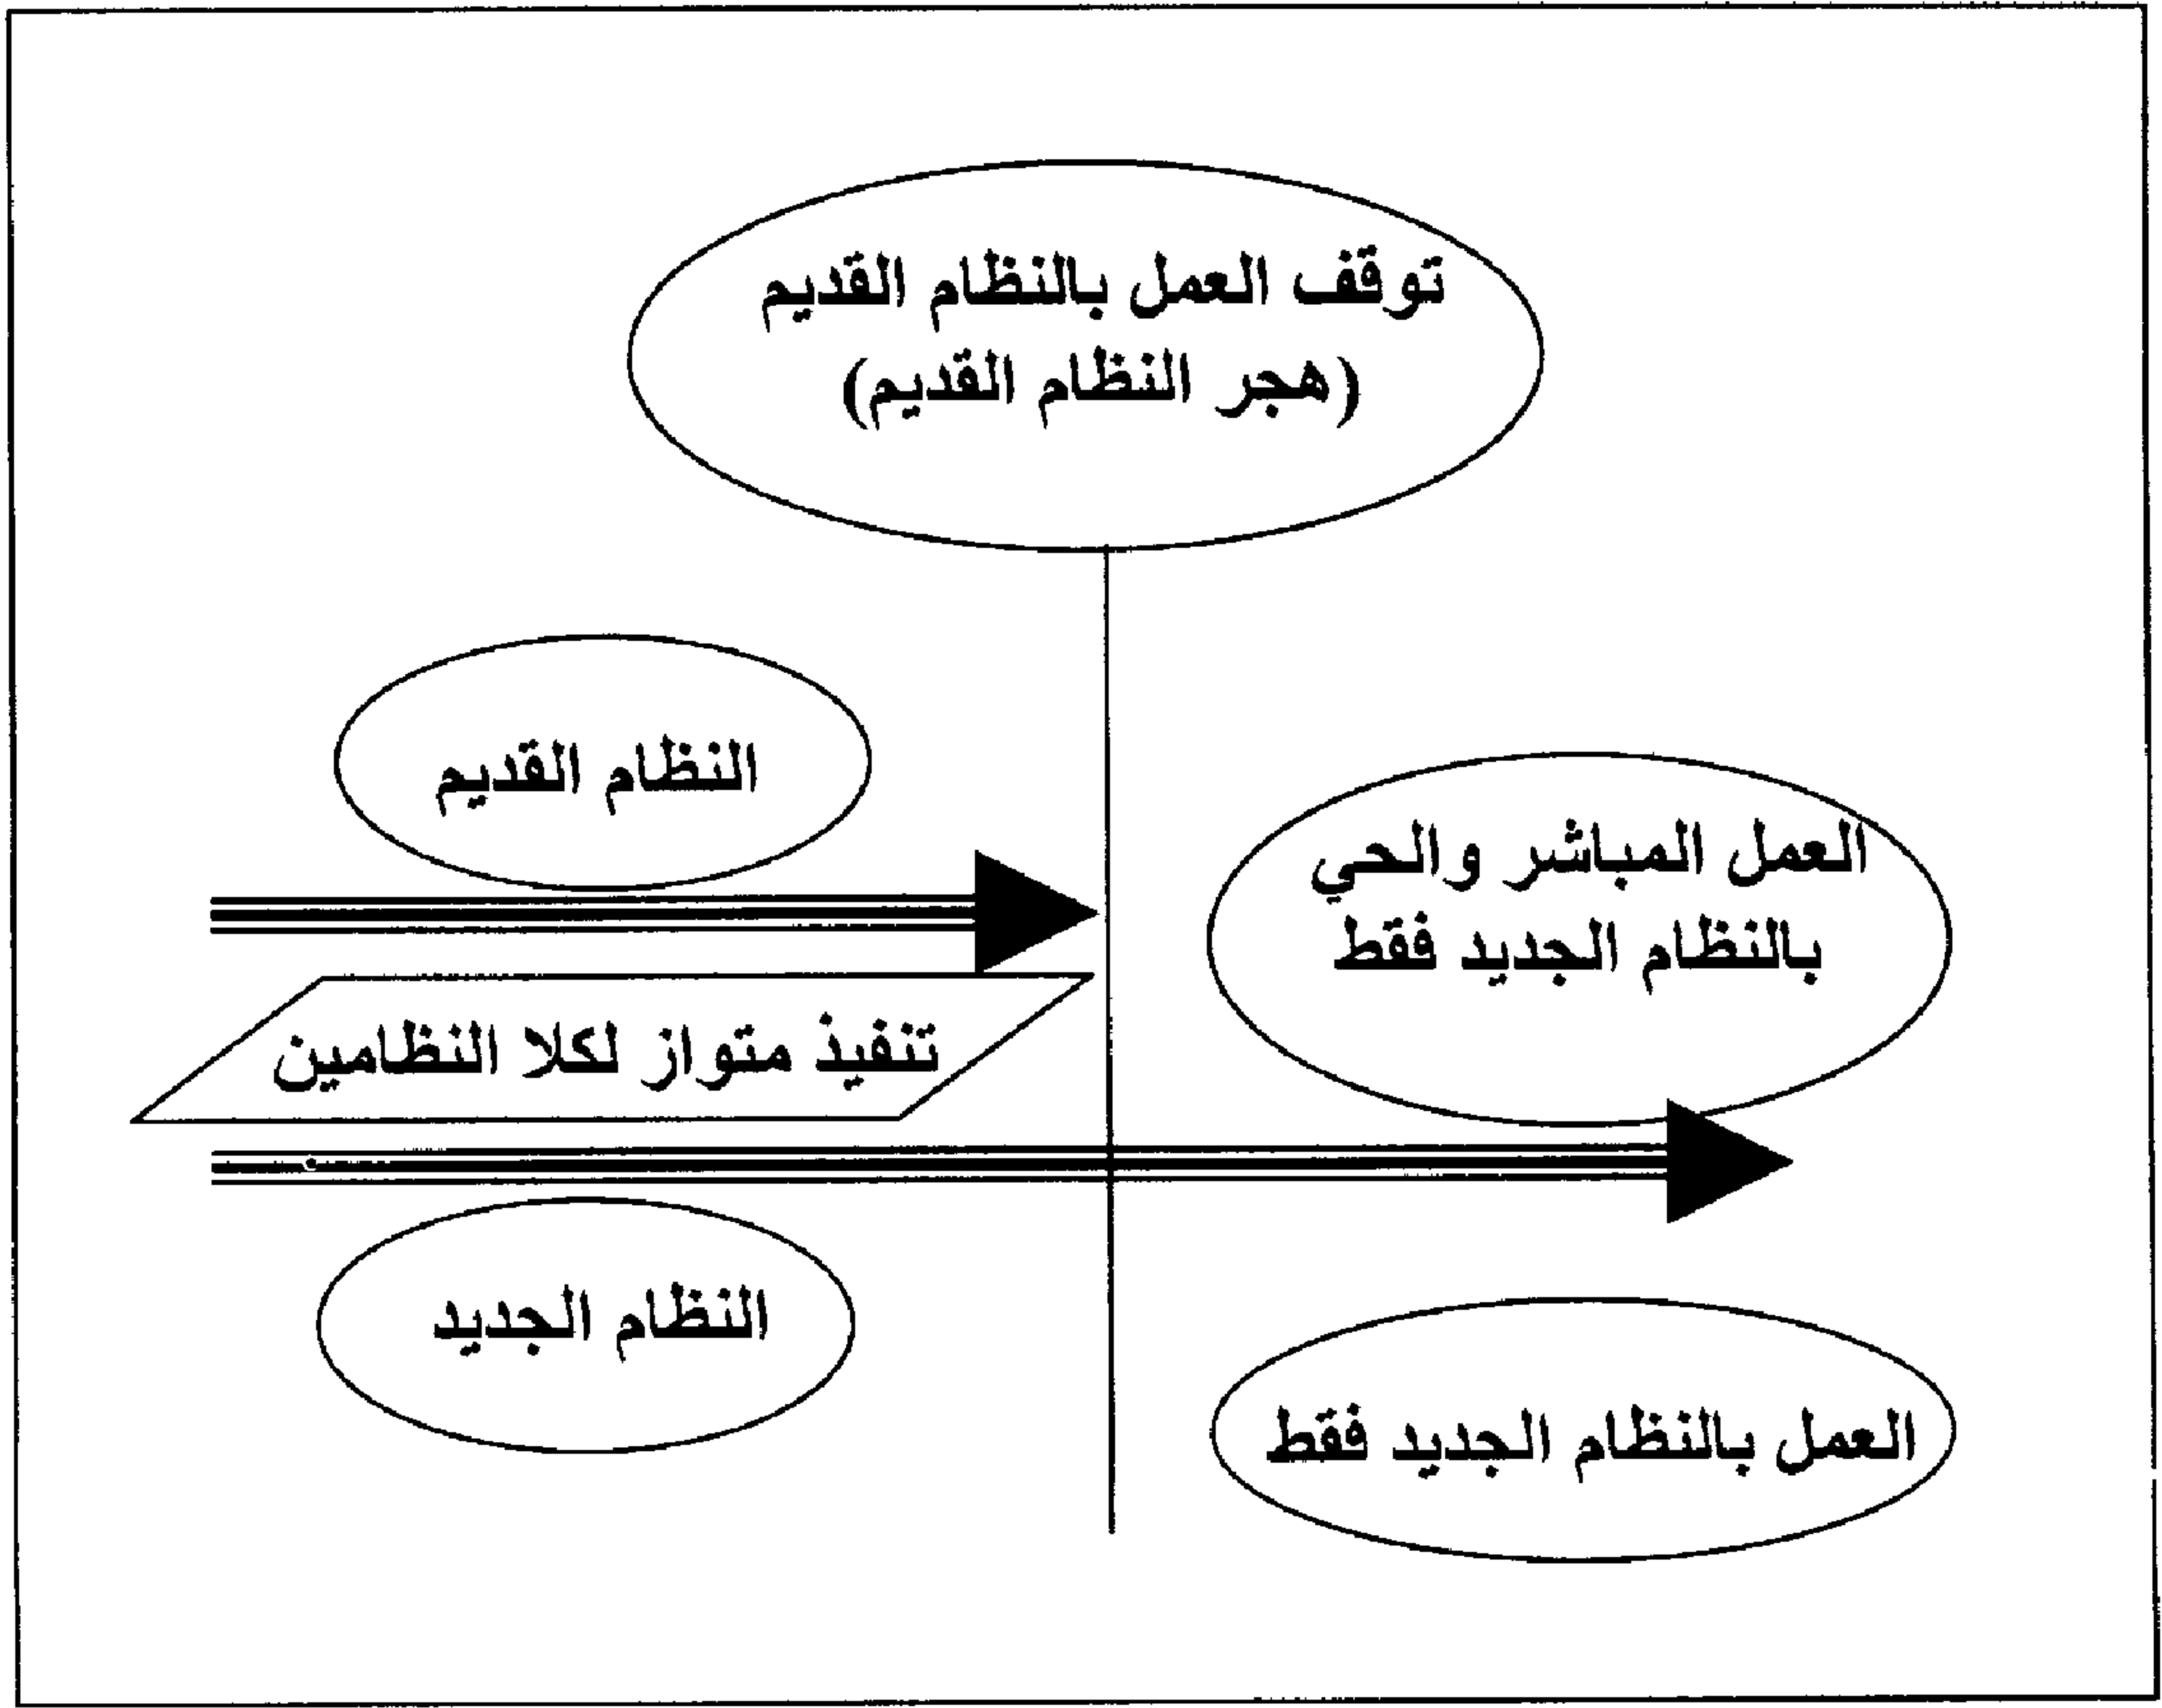 توقف العمل بالنظام القديم
(هجر النظام القديم)
النظام القديم
العمل المباشر والحي
بالنظام الجديد فقط
تنفيذ متواز لكلا النظامين
النظام الجديد
العمل بالنظام الجديد فقط